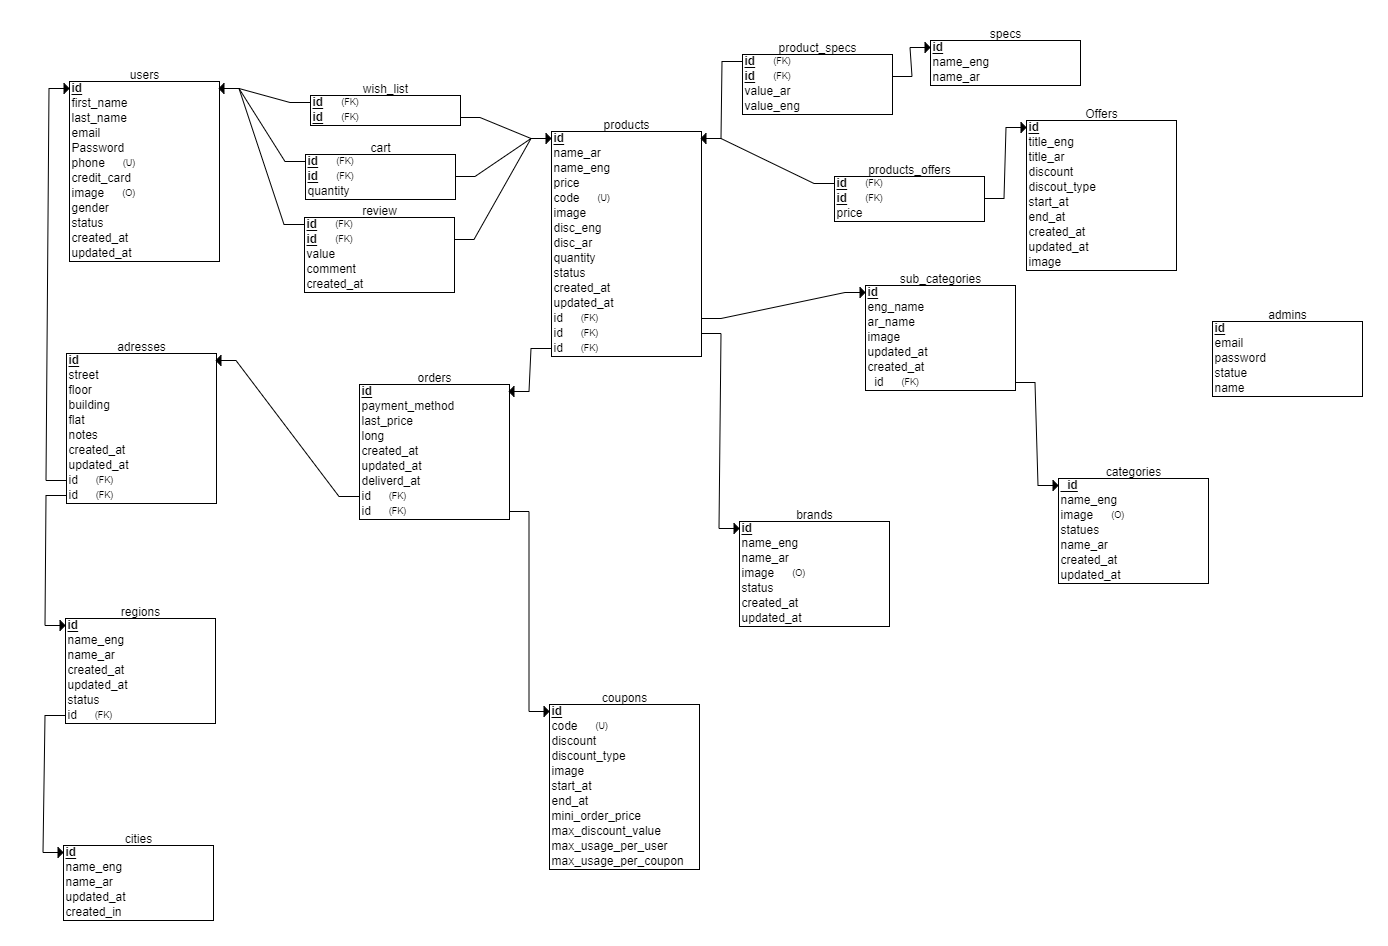 users
id
first_name
last_name
email
Password
phone (U)
credit_card
image (O)
gender
status
created_at
updated_at
wish_list
id (FK)
id (FK)
cart
id (FK)
id (FK)
quantity
review
id (FK)
id (FK)
value
comment
created_at
products
id
name_ar
name_eng
price
code (U)
image
disc_eng
disc_ar
quantity
status
created_at
updated_at
id (FK)
id (FK)
id (FK)
product_specs
id (FK)
id (FK)
value_ar
value_eng
specs
id
name_eng
name_ar
products_offers
id (FK)
id (FK)
price
Offers
id
title_eng
title_ar
discount
discout_type
start_at
end_at
created_at
updated_at
image
sub_categories
id
eng_name
ar_name
image
updated_at
created_at
id (FK)
admins
id
email
password
statue
name
adresses
id
street
floor
building
flat
notes
created_at
updated_at
id (FK)
id (FK)
orders
id
payment_method
last_price
long
created_at
updated_at
deliverd_at
id (FK)
id (FK)
categories
_id
name_eng
image (O)
statues
name_ar
created_at
updated_at
brands
id
name_eng
name_ar
image (O)
status
created_at
updated_at
regions
id
name_eng
name_ar
created_at
updated_at
status
id (FK)
coupons
id
code (U)
discount
discount_type
image
start_at
end_at
mini_order_price
max_discount_value
max_usage_per_user
max_usage_per_coupon
cities
id
name_eng
name_ar
updated_at
created_in